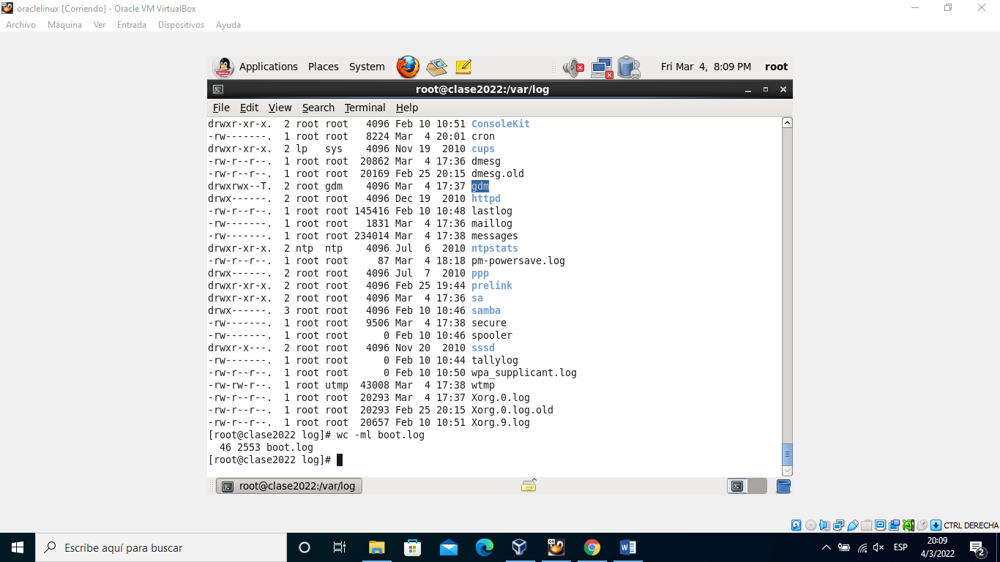 oraclelinux [Corriendo] - Oracle VM VirtualBox
Archivo Máquina Ver Entrada Dispositivos Ayuda
Applications Places System Fri Mar 4, 8:09 PM root
root@clase2022:/var/log
File Edit View Search Terminal Help
drwxr-xr-x.  2 root root   4096 Feb 10 10:51 ConsoleKit
-rw-------.  1 root root   8224 Mar  4 20:01 cron
drwxr-xr-x.  2 lp   sys    4096 Nov 19  2010 cups
-rw-r--r--.  1 root root  20862 Mar  4 17:36 dmesg
-rw-r--r--.  1 root root  20169 Feb 25 20:15 dmesg.old
drwxrwx--T.  2 root gdm    4096 Mar  4 17:37 gdm
drwx------.  2 root root   4096 Dec 19  2010 httpd
-rw-r--r--.  1 root root 145416 Feb 10 10:48 lastlog
-rw-------.  1 root root   1831 Mar  4 17:36 maillog
-rw-------.  1 root root 234014 Mar  4 17:38 messages
drwxr-xr-x.  2 ntp  ntp    4096 Jul  6  2010 ntpstats
-rw-r--r--.  1 root root     87 Mar  4 18:18 pm-powersave.log
drwx------.  2 root root   4096 Jul  7  2010 ppp
drwxr-xr-x.  2 root root   4096 Feb 25 19:44 prelink
drwxr-xr-x.  2 root root   4096 Mar  4 17:36 sa
drwx------.  3 root root   4096 Feb 10 10:46 samba
-rw-------.  1 root root   9506 Mar  4 17:38 secure
-rw-------.  1 root root      0 Feb 10 10:46 spooler
drwxr-x---.  2 root root   4096 Nov 20  2010 sssd
-rw-------.  1 root root      0 Feb 10 10:44 tallylog
-rw-r--r--.  1 root root      0 Feb 10 10:50 wpa_supplicant.log
-rw-rw-r--.  1 root utmp  43008 Mar  4 17:38 wtmp
-rw-r--r--.  1 root root  20293 Mar  4 17:37 Xorg.0.log
-rw-r--r--.  1 root root  20293 Feb 25 20:15 Xorg.0.log.old
-rw-r--r--.  1 root root  20657 Feb 10 10:51 Xorg.9.log
[root@clase2022 log]# wc -ml boot.log
  46 2553 boot.log
[root@clase2022 log]#
root@clase2022:/var/log
CTRL DERECHA
Escribe aquí para buscar
ESP
20:09
4/3/2022
2